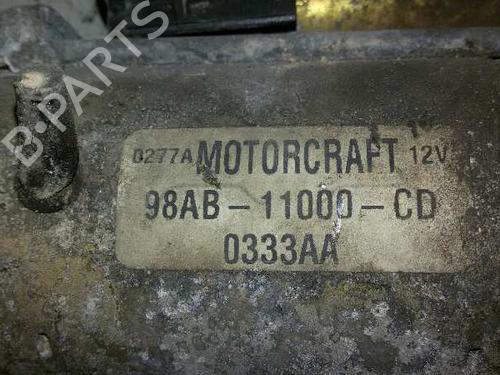 B-PARTS
0277A MOTORCRAFT 12V
98AB-11000-CD
0333AA